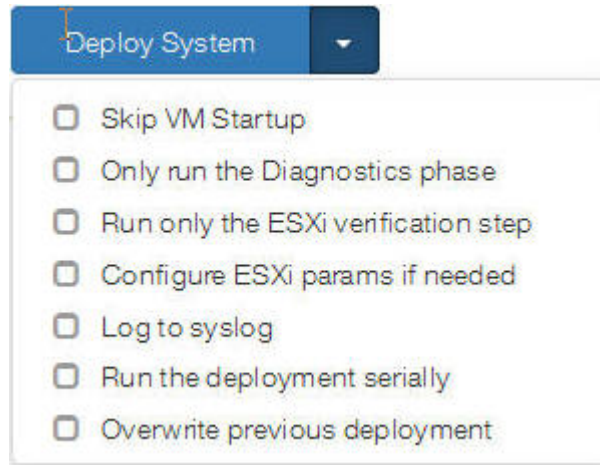 Deploy System
Skip VM Startup
Only run the Diagnostics phase
Run only the ESXi verification step
Configure ESXi params if needed
Log to syslog
Run the deployment serially
Overwrite previous deployment